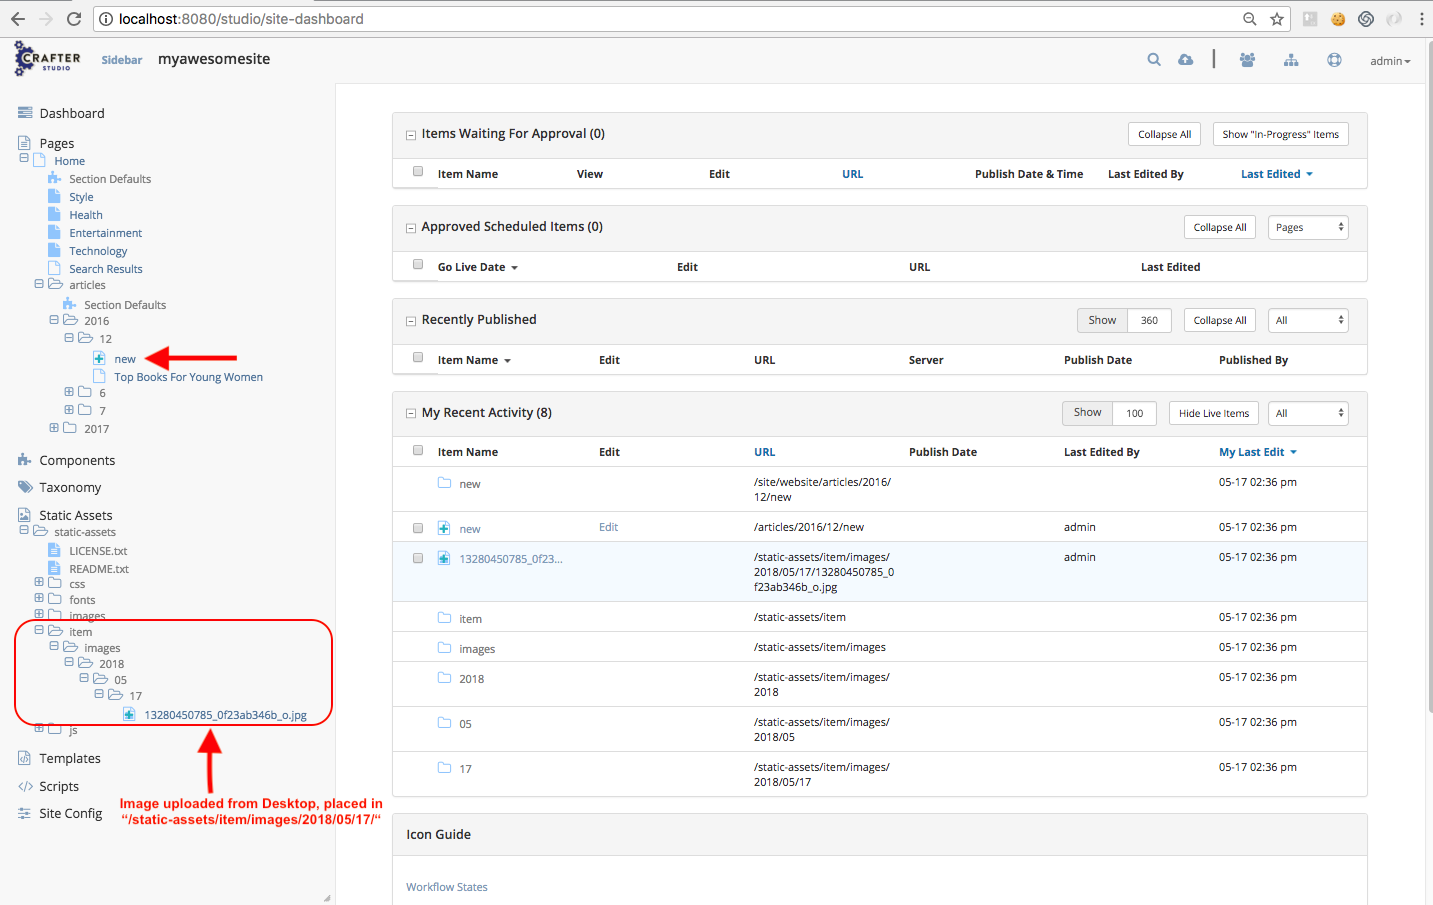 localhost:8080/studio/site-dashboard
CRAFTER
STUDIO
Sidebar
myawesomesite
admin
Dashboard
Pages
Home
Section Defaults
Style
Health
Entertainment
Technology
Search Results
articles
Section Defaults
2016
12
new
Top Books For Young Women
6
7
2017
Components
Taxonomy
Static Assets
static-assets
LICENSE.txt
README.txt
css
fonts
images
item
images
2018
05
17
13280450785_0f23ab346b_o.jpg
js
Templates
Scripts
Site Config
Image uploaded from Desktop, placed in
“/static-assets/item/images/2018/05/17/“
Items Waiting For Approval (0)
Collapse All
Show "In-Progress" Items
Item Name View Edit URL Publish Date & Time Last Edited By Last Edited
Approved Scheduled Items (0)
Collapse All
Pages
Go Live Date Edit URL Last Edited
Recently Published
Show 360
Collapse All
All
Item Name Edit URL Server Publish Date Published By
My Recent Activity (8)
Show 100
Hide Live Items
All
Item Name Edit URL Publish Date Last Edited By My Last Edit
new /site/website/articles/2016/ 05-17 02:36 pm
12/new
new Edit /articles/2016/12/new admin 05-17 02:36 pm
13280450785_0f23... /static-assets/item/images/ admin 05-17 02:36 pm
2018/05/17/13280450785_0
f23ab346b_o.jpg
item /static-assets/item 05-17 02:36 pm
images /static-assets/item/images 05-17 02:36 pm
2018 /static-assets/item/images/ 05-17 02:36 pm
2018
05 /static-assets/item/images/ 05-17 02:36 pm
2018/05
17 /static-assets/item/images/ 05-17 02:36 pm
2018/05/17
Icon Guide
Workflow States